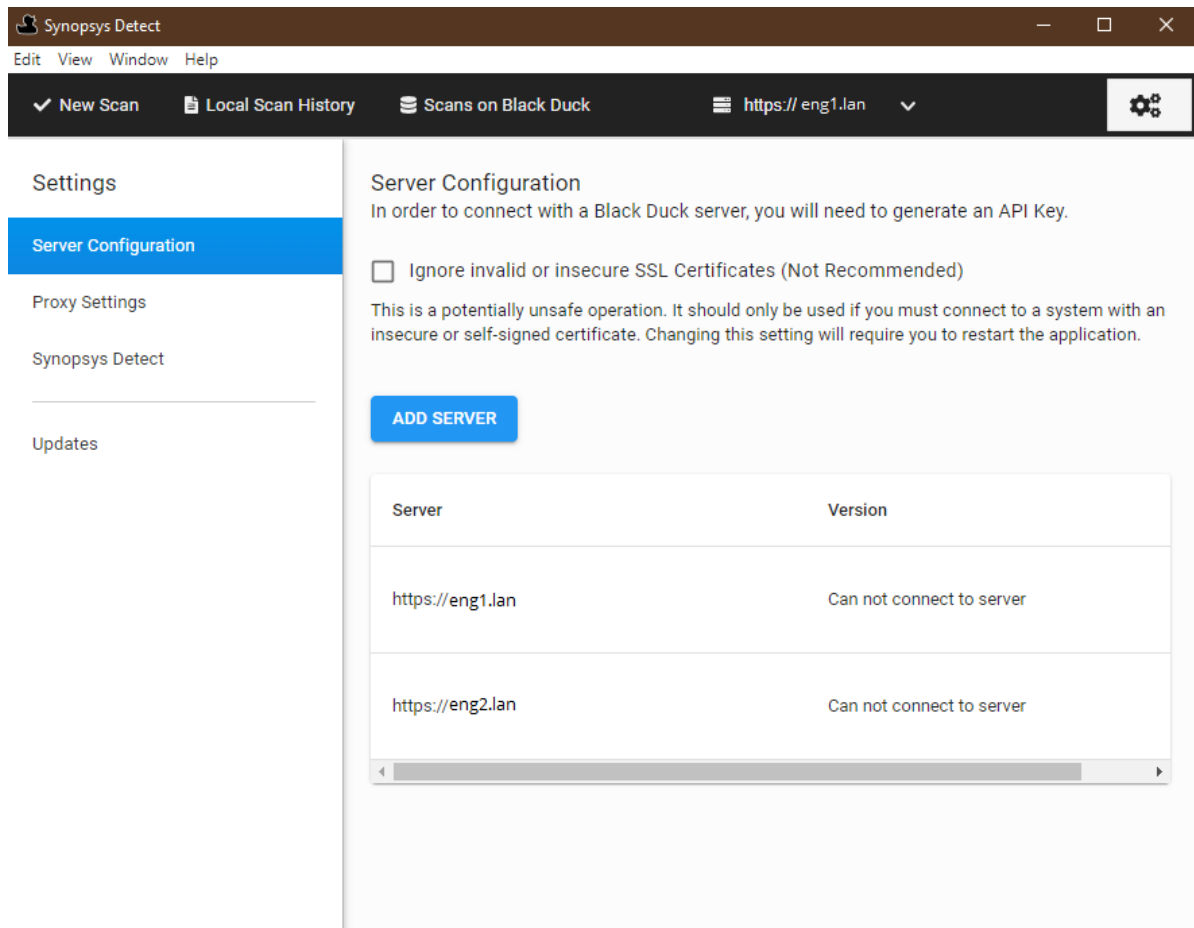 Synopsys Detect
Edit View Window Help
New Scan Local Scan History Scans on Black Duck https:// eng1.lan
Settings
Server Configuration
Proxy Settings
Synopsys Detect
Updates
Server Configuration
In order to connect with a Black Duck server, you will need to generate an API Key.
Ignore invalid or insecure SSL Certificates (Not Recommended)
This is a potentially unsafe operation. It should only be used if you must connect to a system with an
insecure or self-signed certificate. Changing this setting will require you to restart the application.
ADD SERVER
Server Version
https://eng1.lan Can not connect to server
https://eng2.lan Can not connect to server